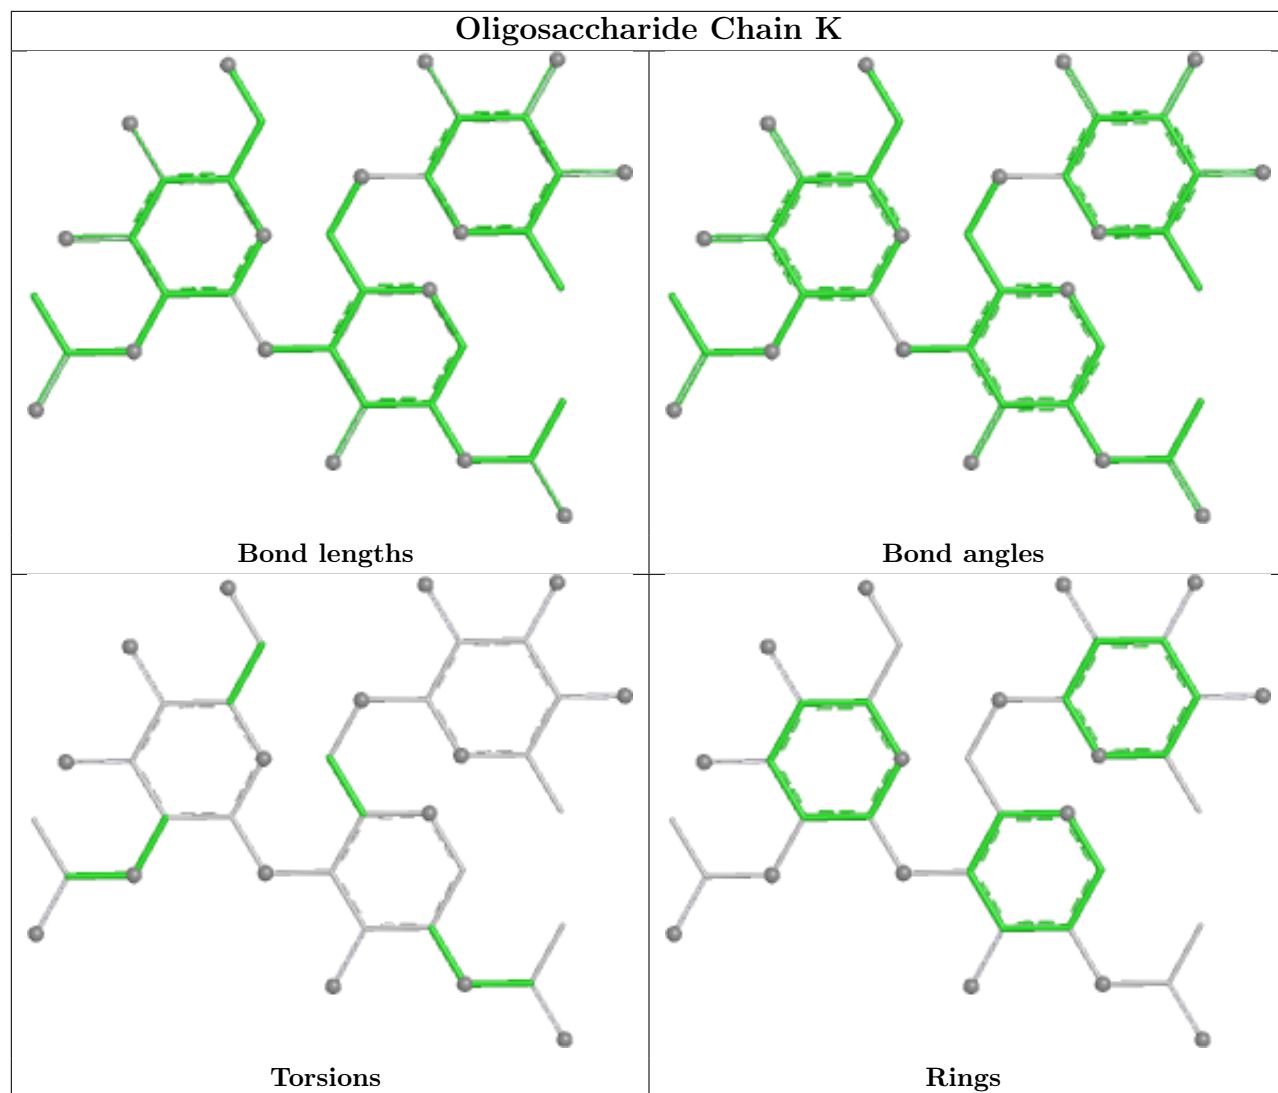 Oligosaccharide Chain K
Bond lengths
Bond angles
Torsions
Rings